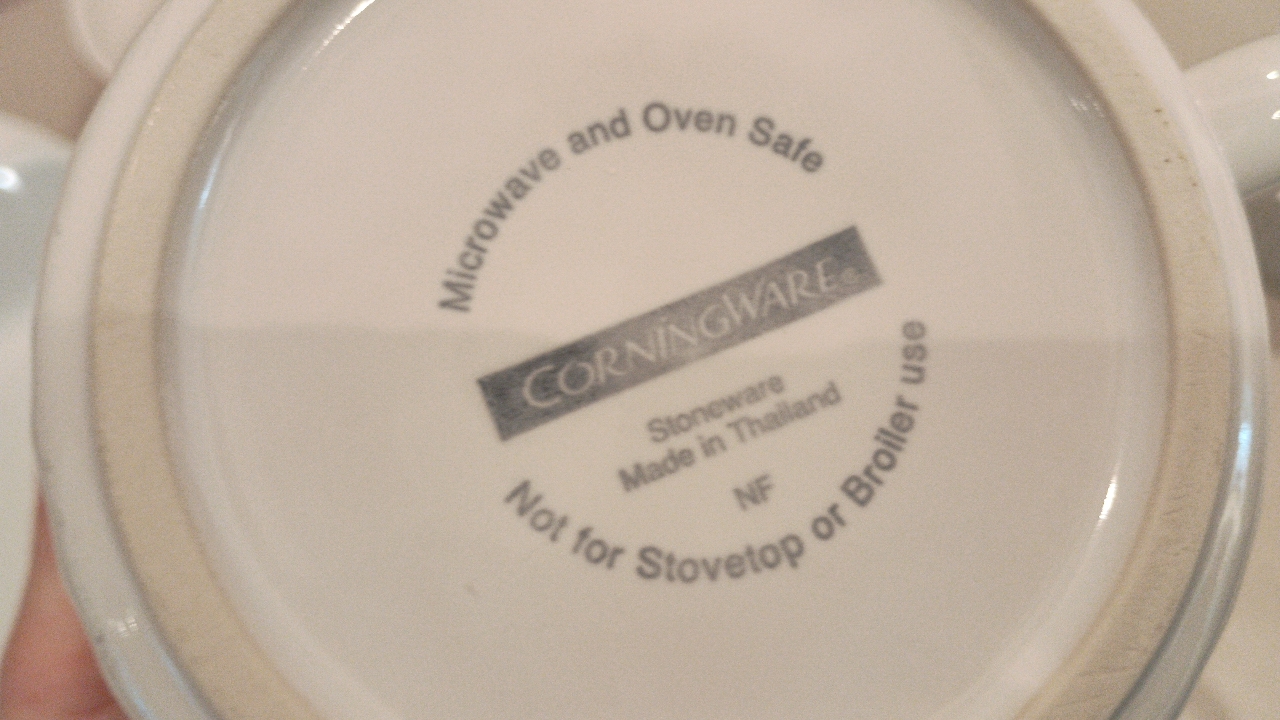 Microwave and Oven Safe
CORNINGWARE®
Stoneware
Made in Thailand
NF
Not for Stovetop or Broiler use